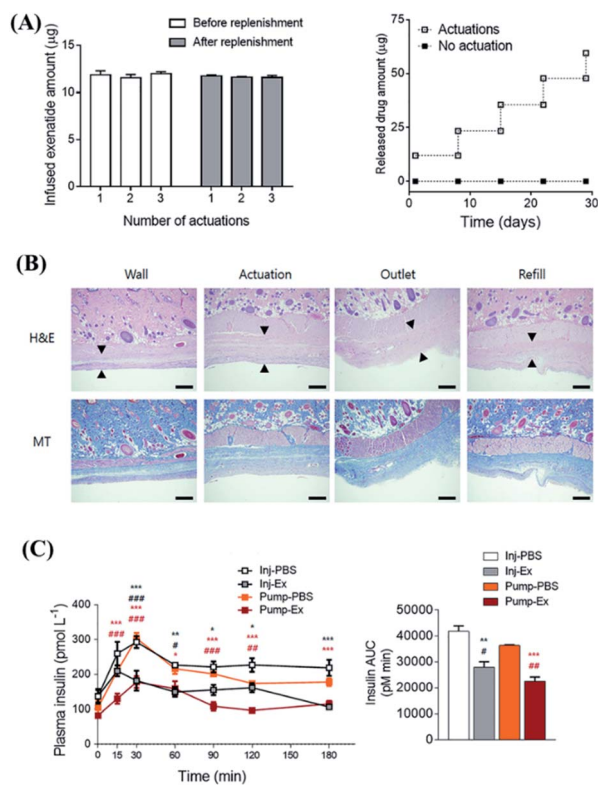 (A)
Before replenishment
After replenishment
Infused exenatide amount (µg)
15
10
5
0
1 2 3 1 2 3
Number of actuations
Actuations
No actuation
Released drug amount (µg)
75
50
25
0
0 10 20 30
Time (days)
(B)
Wall Actuation Outlet Refill
H&E
MT
(C)
Inj-PBS
Inj-Ex
Pump-PBS
Pump-Ex
Plasma insulin (pmol L⁻¹)
400
300
200
100
0
*** ###
*** ### *** ###
** # *
* *** ###
* *** ##
*** ***
0 15 30 60 90 120 180
Time (min)
Inj-PBS
Inj-Ex
Pump-PBS
Pump-Ex
Insulin AUC
(pM min)
50000
40000
30000
20000
10000
0
** #
*** ##